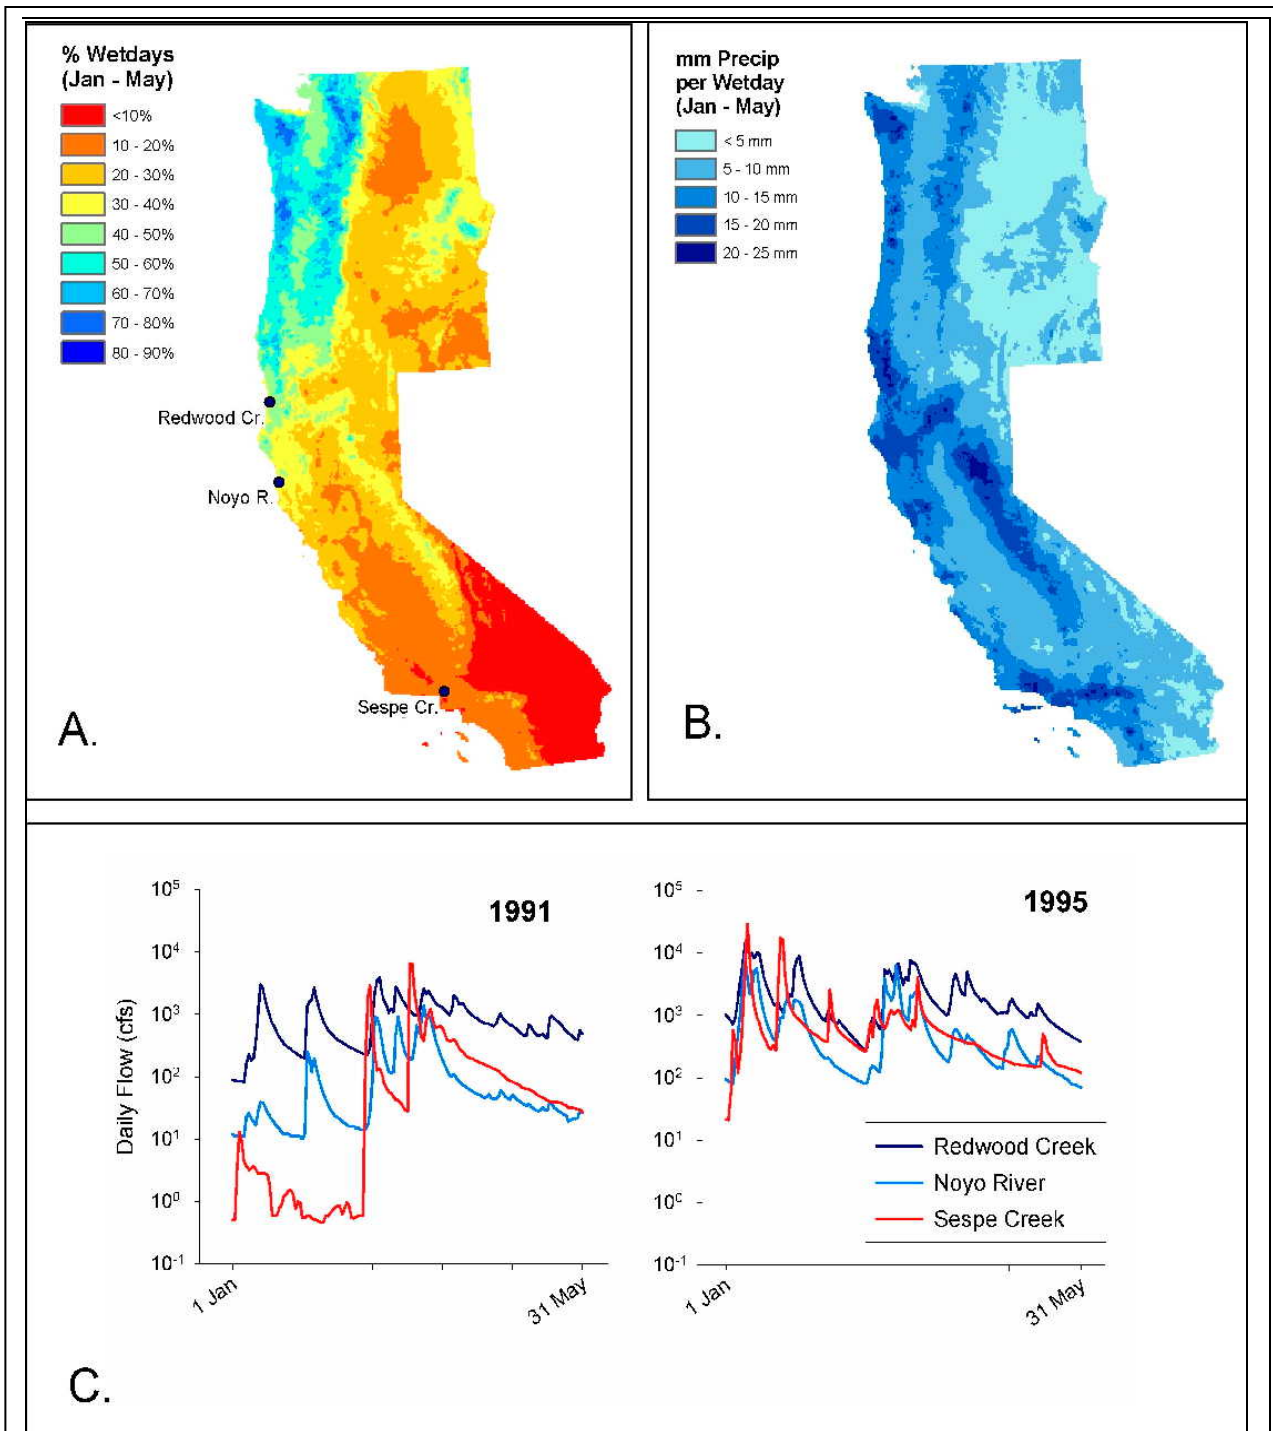 % Wetdays
(Jan - May)
<10%
10 - 20%
20 - 30%
30 - 40%
40 - 50%
50 - 60%
60 - 70%
70 - 80%
80 - 90%
Redwood Cr.
Noyo R.
Sespe Cr.
A.
mm Precip
per Wetday
(Jan - May)
< 5 mm
5 - 10 mm
10 - 15 mm
15 - 20 mm
20 - 25 mm
B.
1991
Daily Flow (cfs)
10⁵
10⁴
10³
10²
10¹
10⁰
10⁻¹
1 Jan
31 May
1995
10⁵
10⁴
10³
10²
10¹
10⁰
10⁻¹
1 Jan
31 May
Redwood Creek
Noyo River
Sespe Creek
C.